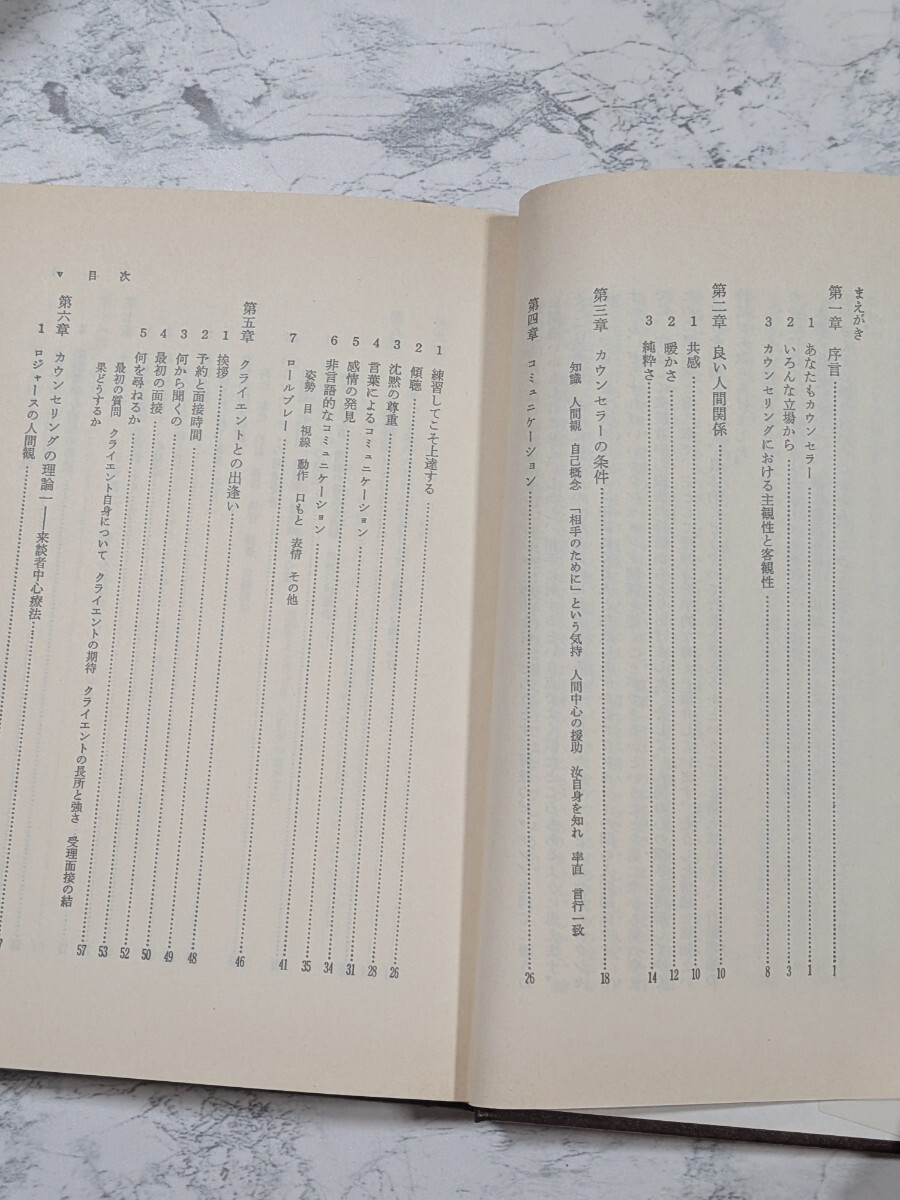 まえがき
第一章 序言……………1
1 あなたもカウンセラー……………1
2 いろんな立場から……………3
3 カウンセリングにおける主観性と客観性……………8
第二章 良い人間関係……………10
1 共感……………10
2 暖かさ……………12
3 純粋さ……………14
第三章 カウンセラーの条件……………18
知識 人間観 自己概念 「相手のために」という気持 人間中心の援助 汝自身を知れ 率直 言行一致
第四章 コミュニケーション……………26
1 練習してこそ上達する……………26
2 傾聴……………28
3 沈黙の尊重……………31
4 言葉によるコミュニケーション……………34
5 感情の発見……………35
6 非言語的なコミュニケーション……………41
姿勢 目 視線 動作 口もと 表情 その他
7 ロールプレー……………46
第五章 クライエントとの出逢い……………48
1 挨拶……………49
2 予約と面接時間……………50
3 何から聞くの……………52
4 最初の面接……………53
5 何を尋ねるか……………57
最初の質問 クライエント自身について クライエントの期待 クライエントの長所と強さ 受理面接の結
果どうするか
第六章 カウンセリングの理論一——来談者中心療法
1 ロジャースの人間観……………
v 目次